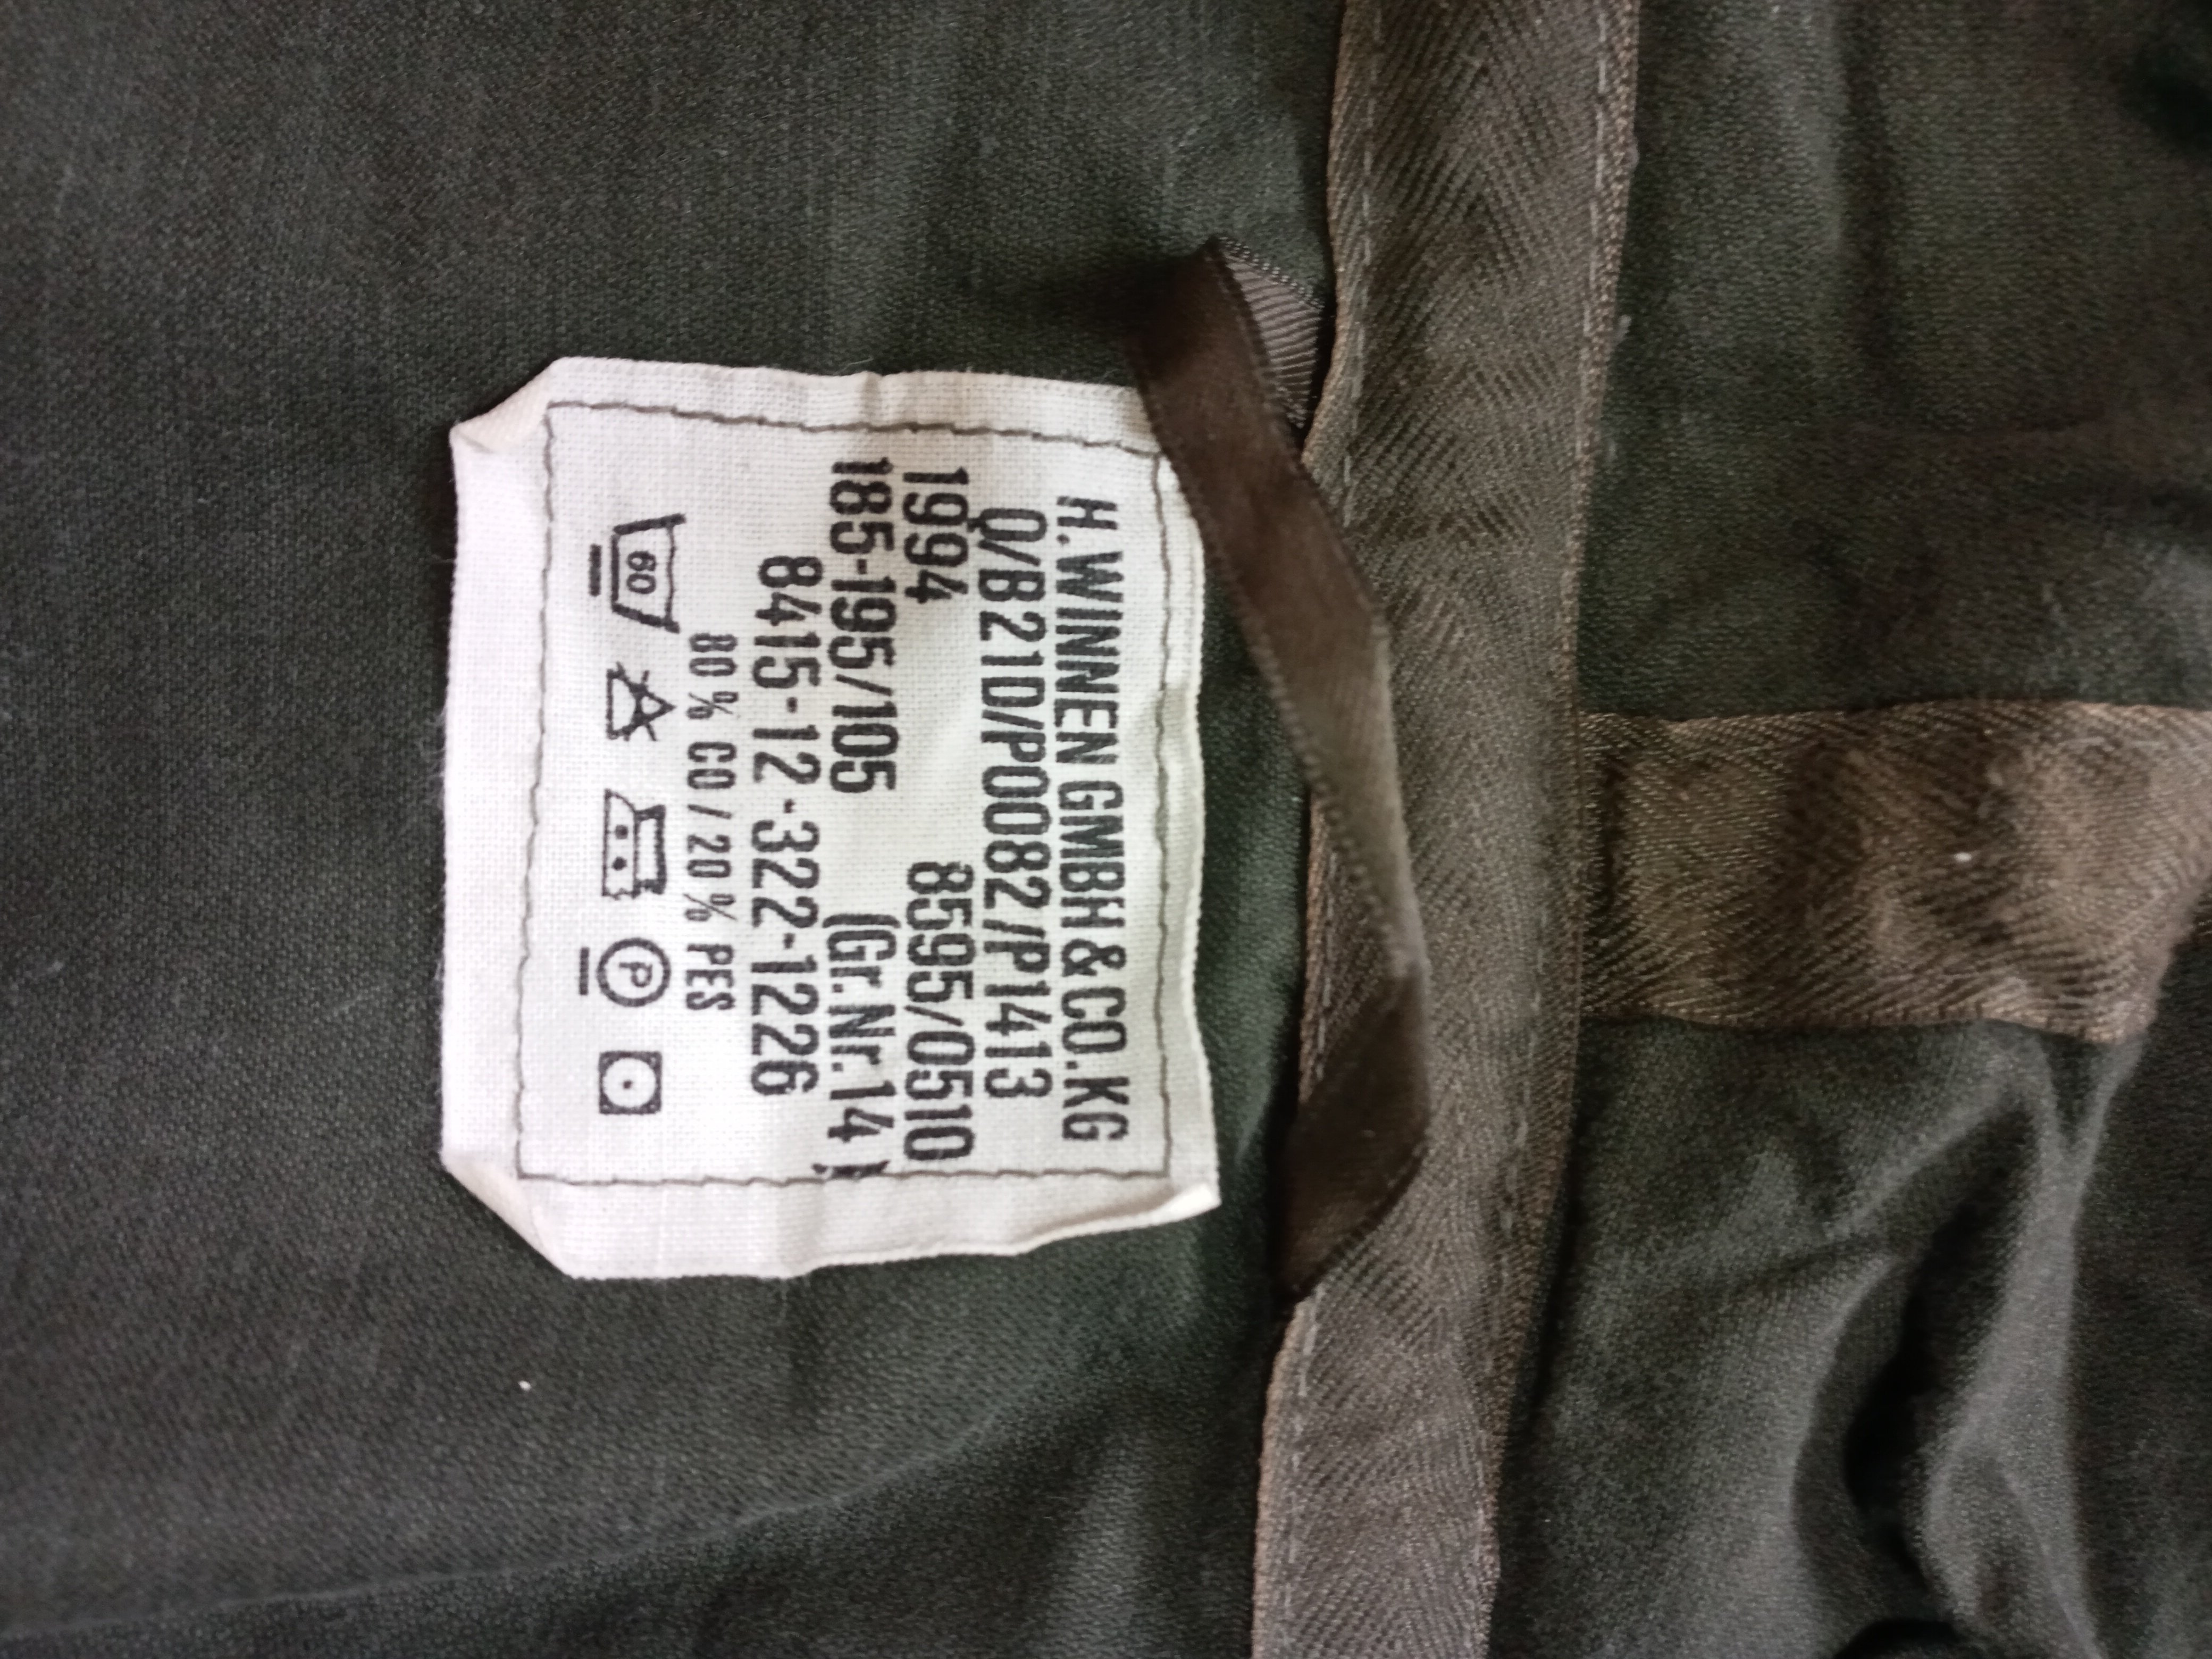 H.WINNEN GMBH & CO.KG
Q/B21D/P0082/P1413
1994 8595/0510
185-195/105 (Gr.Nr.14)
8415-12-322-1226
80% CO/20% PES
60 P